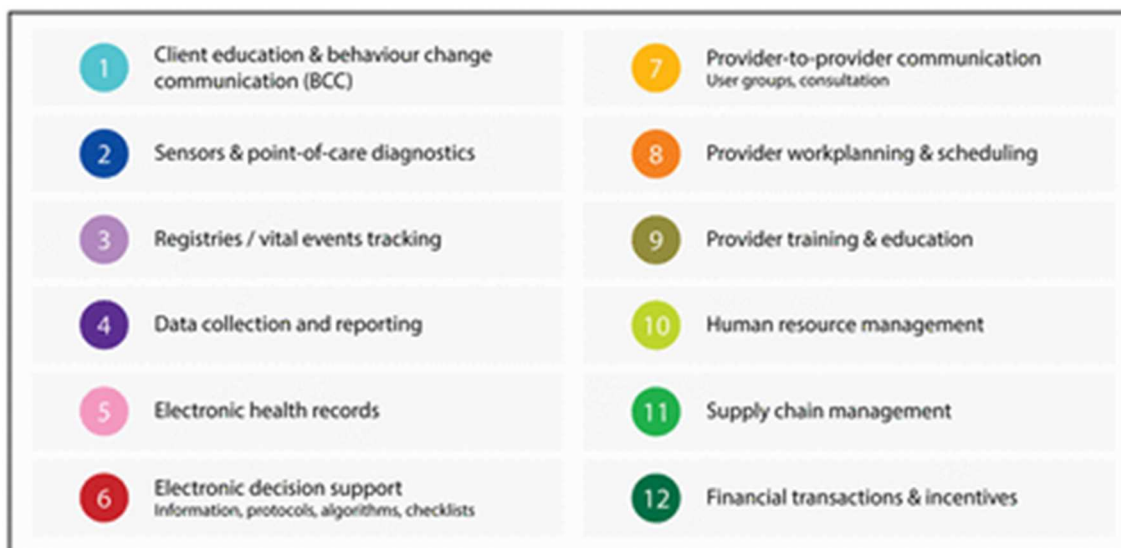 1
Client education & behaviour change
communication (BCC)
2
Sensors & point-of-care diagnostics
3
Registries / vital events tracking
4
Data collection and reporting
5
Electronic health records
6
Electronic decision support
Information, protocols, algorithms, checklists
7
Provider-to-provider communication
User groups, consultation
8
Provider workplanning & scheduling
9
Provider training & education
10
Human resource management
11
Supply chain management
12
Financial transactions & incentives